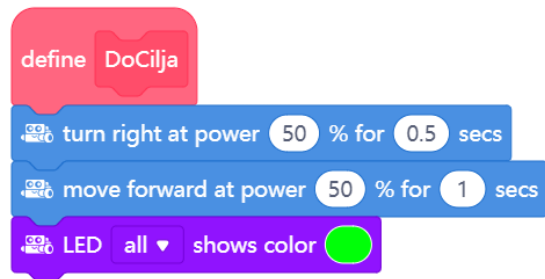 define DoCilja
turn right at power 50 % for 0.5 secs
move forward at power 50 % for 1 secs
LED all ▾ shows color